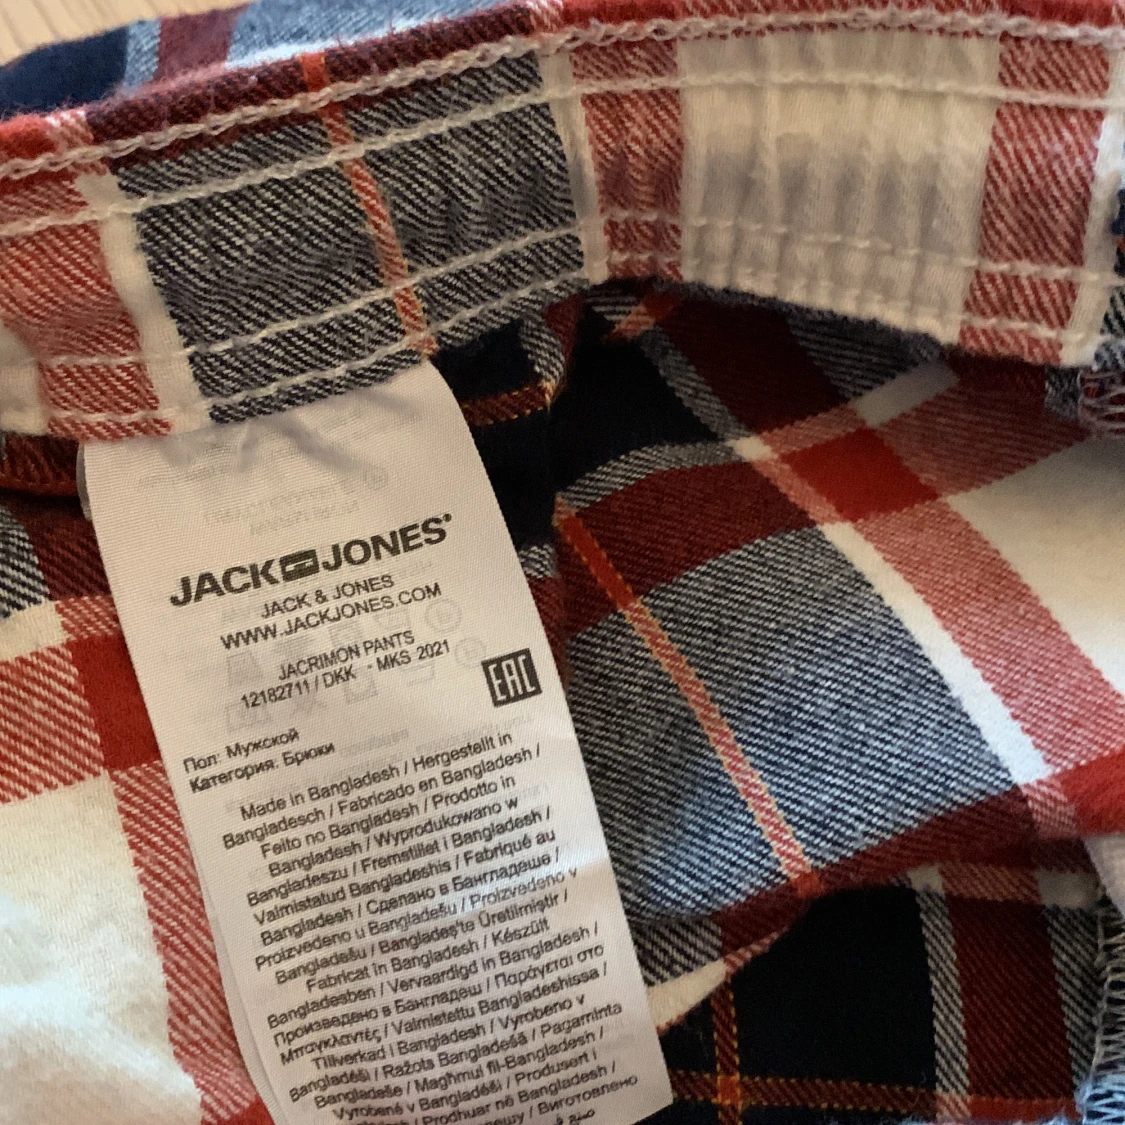 JACK JONES®
JACK & JONES
WWW.JACKJONES.COM
JACRIMON PANTS
12182711 / DKK - MKS 2021
EAC
Пол: Мужской
Категория: Брюки
Made in Bangladesh / Hergestellt in
Bangladesch / Fabricado en Bangladesh /
Feito no Bangladesh / Prodotto in
Bangladesh / Wyprodukowano w
Bangladeszu / Fremstillet i Bangladesh /
Valmistatud Bangladeshis / Fabriqué au
Bangladesh / Сделано в Бангладеше /
Proizvedeno u Bangladešu / Proizvedeno v
Bangladešu / Bangladeş'te Üretilmiştir /
Fabricat în Bangladesh / Készült
Bangladesben / Vervaardigd in Bangladesh /
Произведено в Бангладеш / Παράγεται στο
Μπαγκλαντές / Valmistettu Bangladeshissa /
Tillverkad i Bangladesh / Vyrobeno v
Bangladéši / Ražots Bangladešā / Pagaminta
Bangladeše / Magħmul fil-Bangladesh /
Vyrobené v Bangladéši / Produsert i
Bangladesh / Prodhuar në Bangladesh /
/ Виготовлено